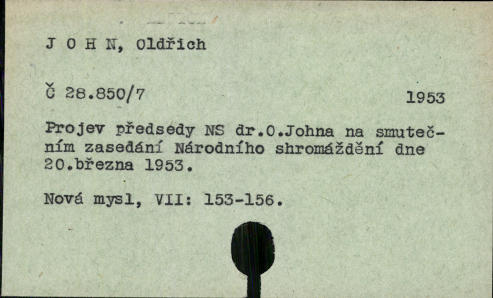 J O H N, Oldřich
Č 28.850/7 1953
Projev předsedy NS dr.O.Johna na smuteč-
ním zasedání Národního shromáždění dne
20.března 1953.
Nová mysl, VII: 153-156.